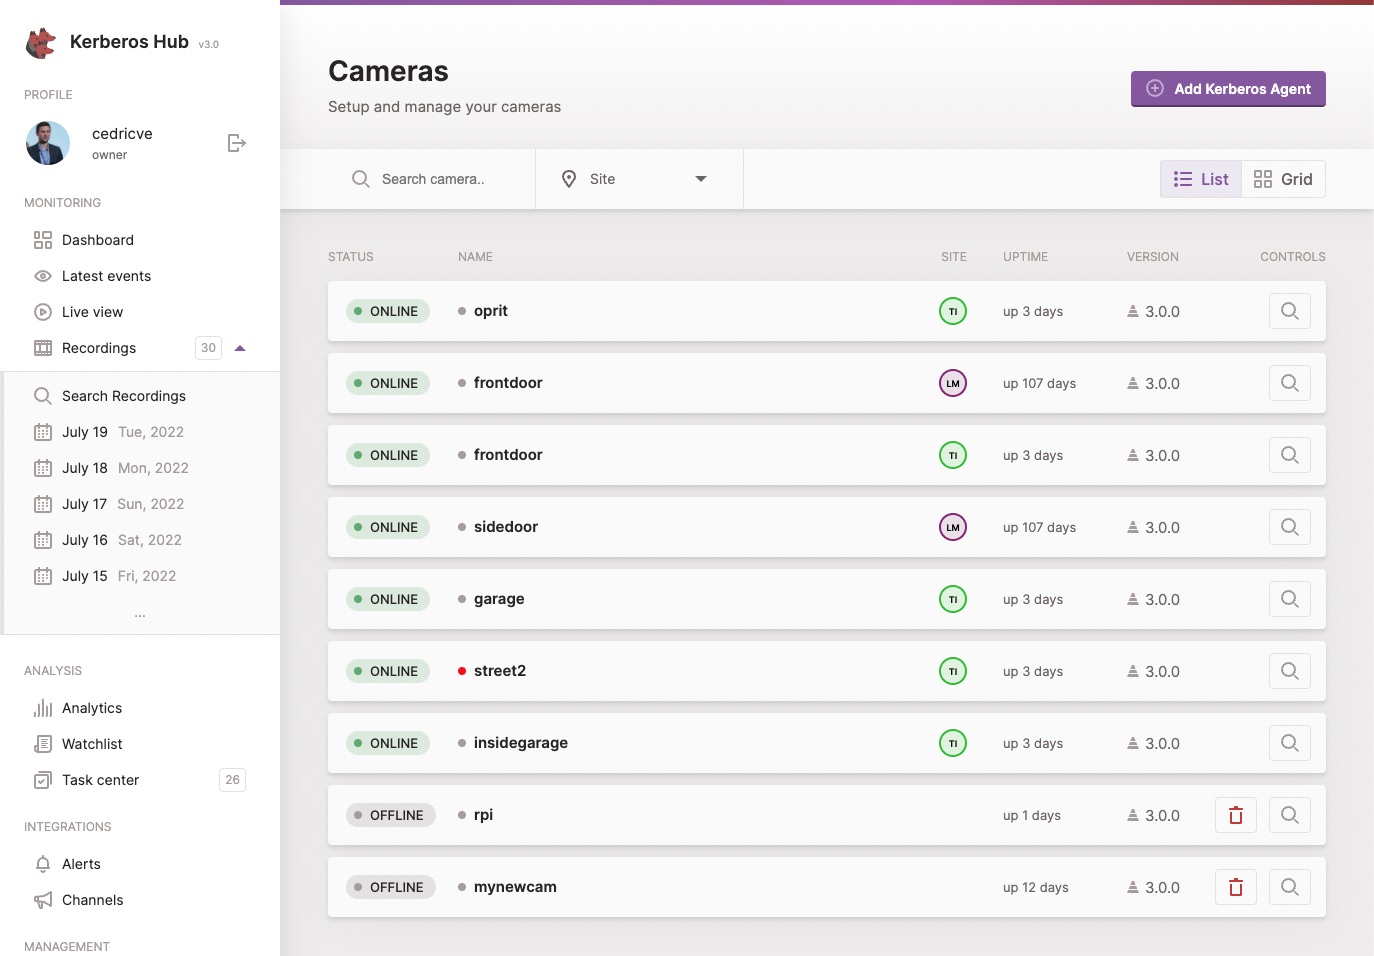 Kerberos Hub v3.0
PROFILE
cedricve
owner
MONITORING
Dashboard
Latest events
Live view
Recordings 30
Search Recordings
July 19 Tue, 2022
July 18 Mon, 2022
July 17 Sun, 2022
July 16 Sat, 2022
July 15 Fri, 2022
...
ANALYSIS
Analytics
Watchlist
Task center 26
INTEGRATIONS
Alerts
Channels
MANAGEMENT
Cameras
Setup and manage your cameras
Add Kerberos Agent
Search camera.. Site List Grid
STATUS NAME SITE UPTIME VERSION CONTROLS
ONLINE oprit TI up 3 days 3.0.0
ONLINE frontdoor LM up 107 days 3.0.0
ONLINE frontdoor TI up 3 days 3.0.0
ONLINE sidedoor LM up 107 days 3.0.0
ONLINE garage TI up 3 days 3.0.0
ONLINE street2 TI up 3 days 3.0.0
ONLINE insidegarage TI up 3 days 3.0.0
OFFLINE rpi up 1 days 3.0.0
OFFLINE mynewcam up 12 days 3.0.0